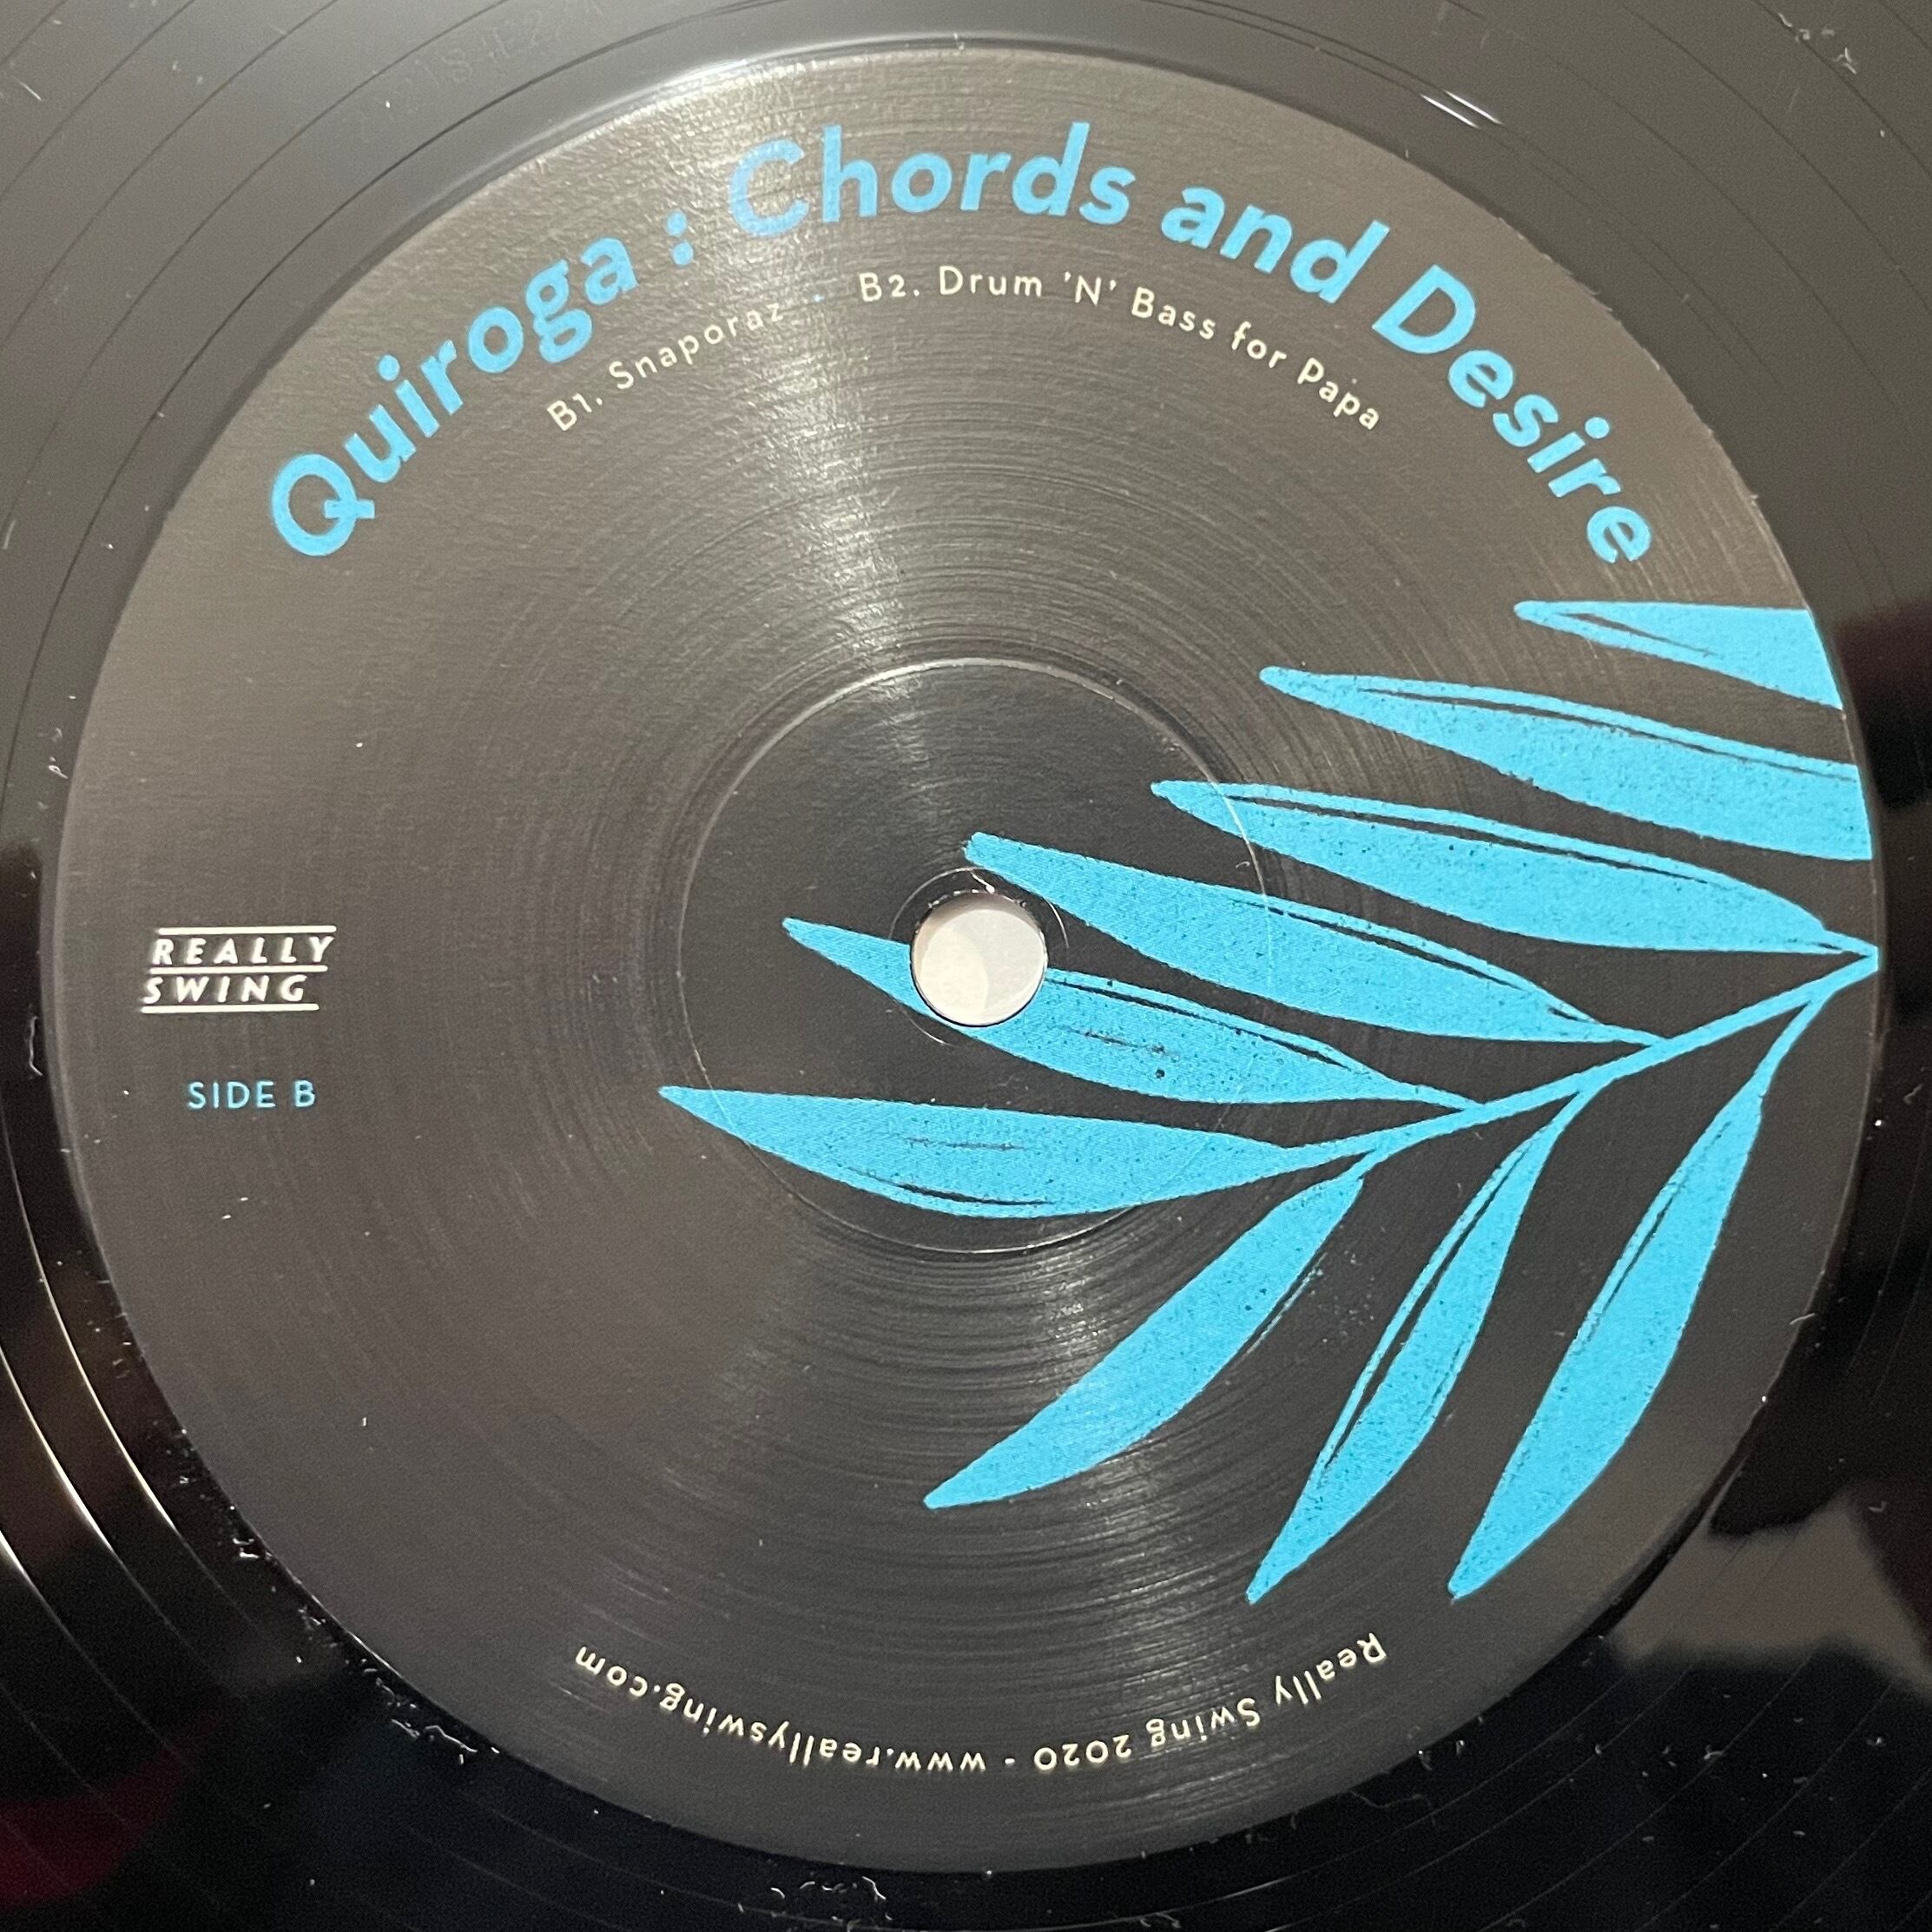 Quiroga : Chords and Desire
B1. Snaporaz · B2. Drum 'N' Bass for Papa
REALLY
SWING
SIDE B
Really Swing 2020 - www.reallyswing.com